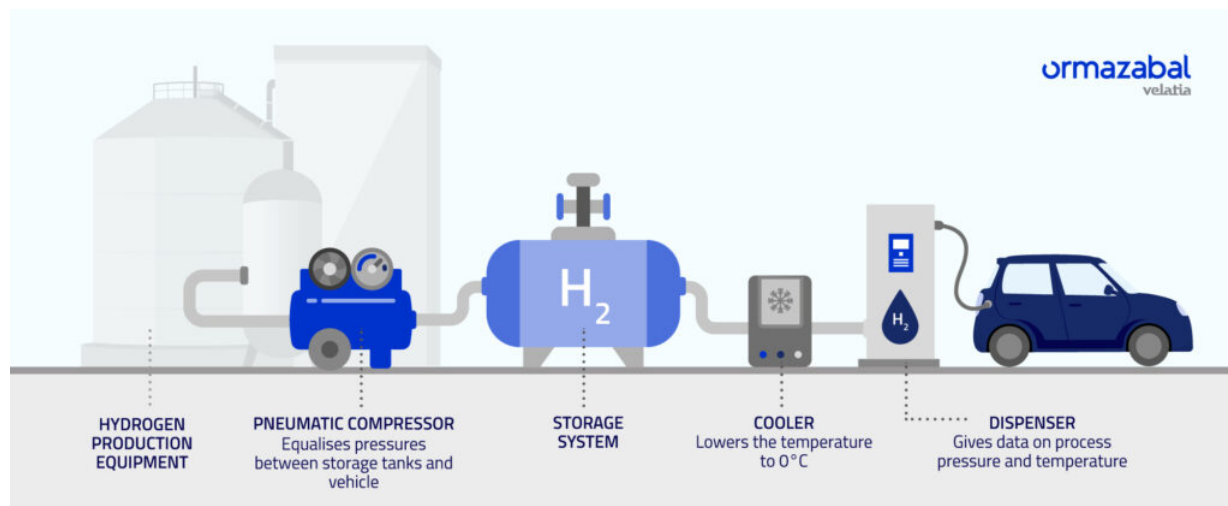 ormazabal
velatia
H2
H2
HYDROGEN
PRODUCTION
EQUIPMENT
PNEUMATIC COMPRESSOR
Equalises pressures
between storage tanks and
vehicle
STORAGE
SYSTEM
COOLER
Lowers the temperature
to 0°C
DISPENSER
Gives data on process
pressure and temperature